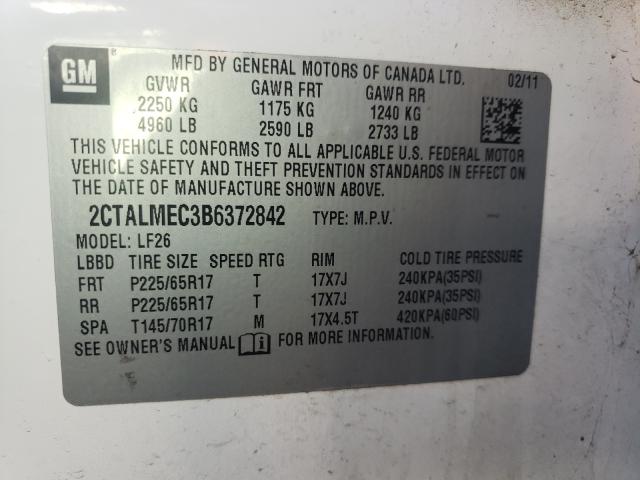 GM
MFD BY GENERAL MOTORS OF CANADA LTD. 02/11
GVWR GAWR FRT GAWR RR
2250 KG 1175 KG 1240 KG
4960 LB 2590 LB 2733 LB
THIS VEHICLE CONFORMS TO ALL APPLICABLE U.S. FEDERAL MOTOR
VEHICLE SAFETY AND THEFT PREVENTION STANDARDS IN EFFECT ON
THE DATE OF MANUFACTURE SHOWN ABOVE.
2CTALMEC3B6372842 TYPE: M.P.V.
MODEL: LF26
LBBD TIRE SIZE SPEED RTG RIM COLD TIRE PRESSURE
FRT P225/65R17 T 17X7J 240KPA(35PSI)
RR P225/65R17 T 17X7J 240KPA(35PSI)
SPA T145/70R17 M 17X4.5T 420KPA(60PSI)
SEE OWNER'S MANUAL i FOR MORE INFORMATION.